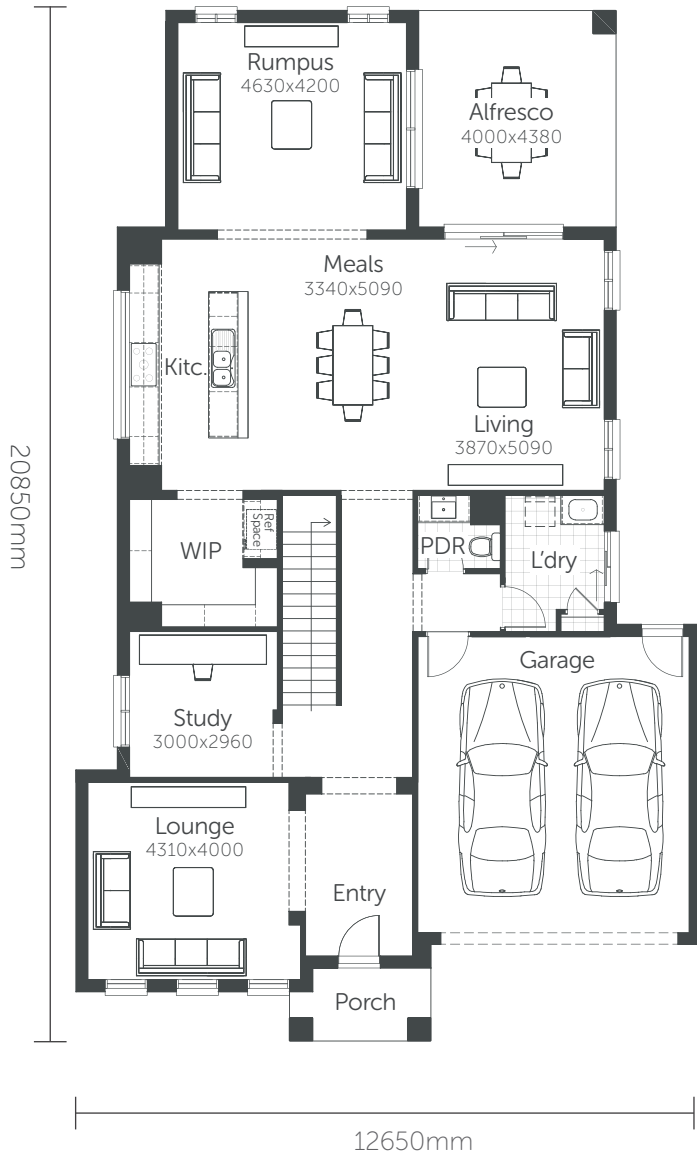 Rumpus
4630x4200
Alfresco
4000x4380
Meals
3340x5090
Kitc.
Living
3870x5090
20850mm
Ref
Space
WIP
PDR
L'dry
Garage
Study
3000x2960
Lounge
4310x4000
Entry
Porch
12650mm